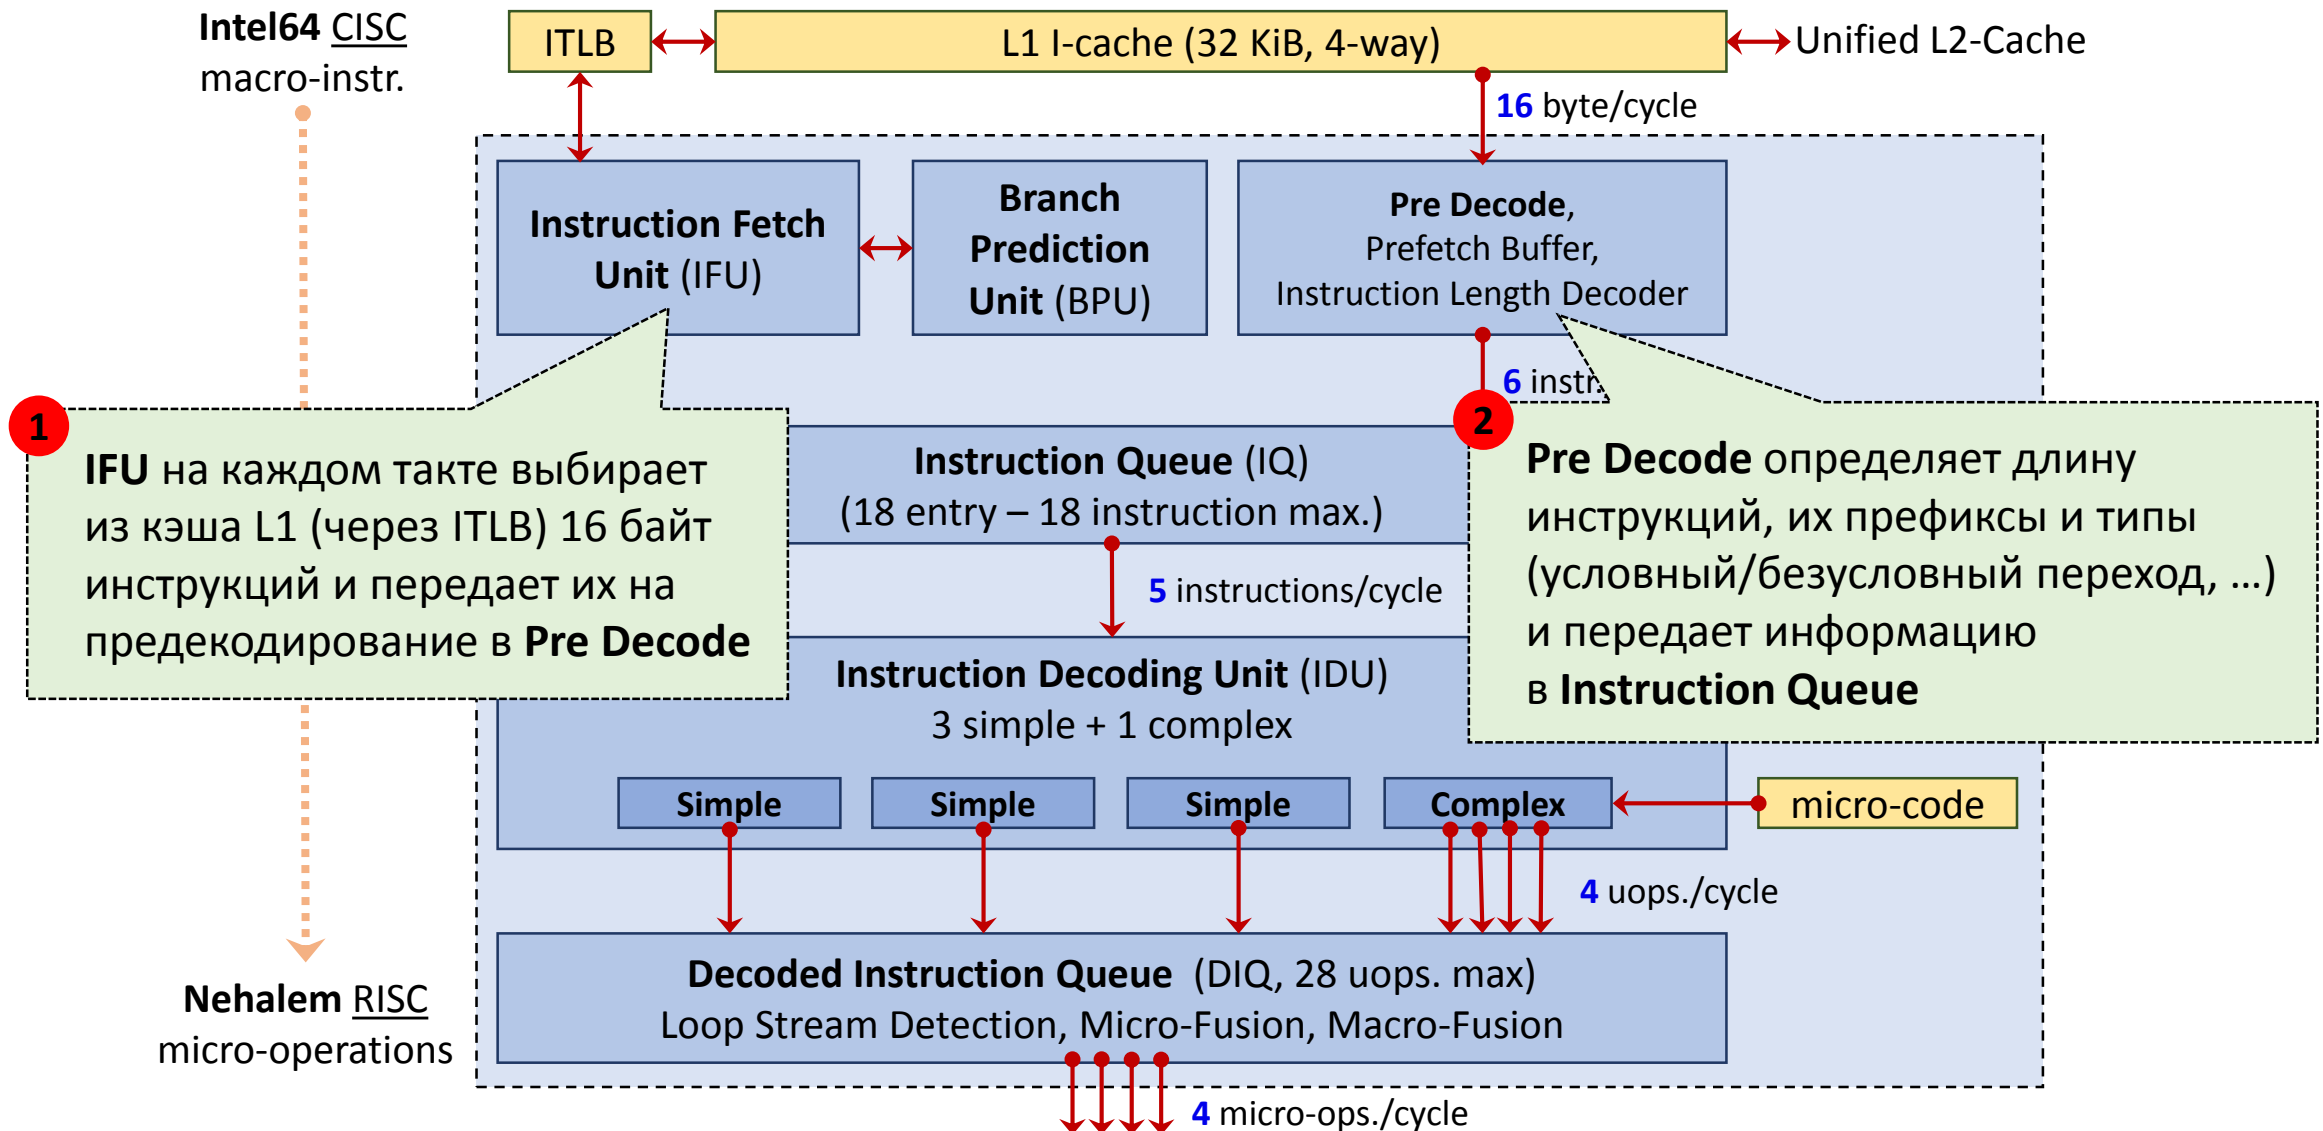 Intel64 CISC
macro-instr.
ITLB
L1 I-cache (32 KiB, 4-way)
Unified L2-Cache
16 byte/cycle
Instruction Fetch
Unit (IFU)
Branch
Prediction
Unit (BPU)
Pre Decode,
Prefetch Buffer,
Instruction Length Decoder
6 instr.
1
IFU на каждом такте выбирает
из кэша L1 (через ITLB) 16 байт
инструкций и передает их на
предекодирование в Pre Decode
2
Pre Decode определяет длину
инструкций, их префиксы и типы
(условный/безусловный переход, …)
и передает информацию
в Instruction Queue
Instruction Queue (IQ)
(18 entry – 18 instruction max.)
5 instructions/cycle
Instruction Decoding Unit (IDU)
3 simple + 1 complex
Simple
Simple
Simple
Complex
micro-code
4 uops./cycle
Decoded Instruction Queue (DIQ, 28 uops. max)
Loop Stream Detection, Micro-Fusion, Macro-Fusion
Nehalem RISC
micro-operations
4 micro-ops./cycle